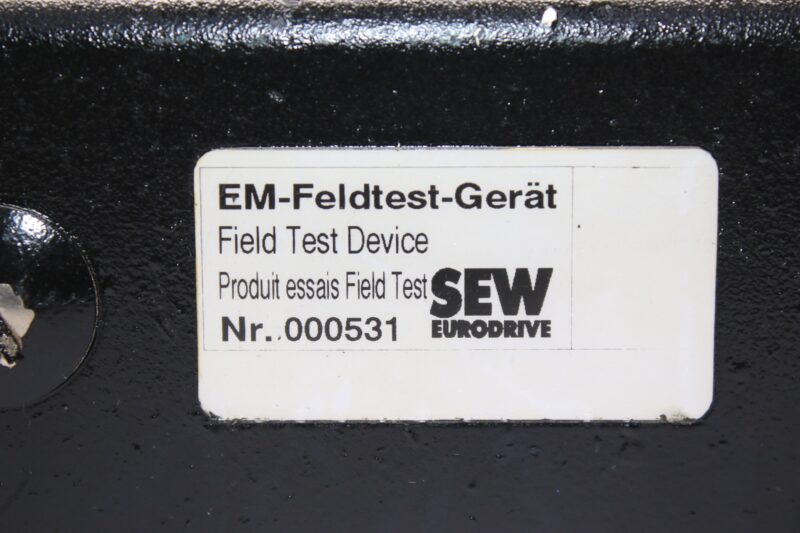 EM-Feldtest-Gerät
Field Test Device
Produit essais Field Test
SEW
EURODRIVE
Nr. 000531